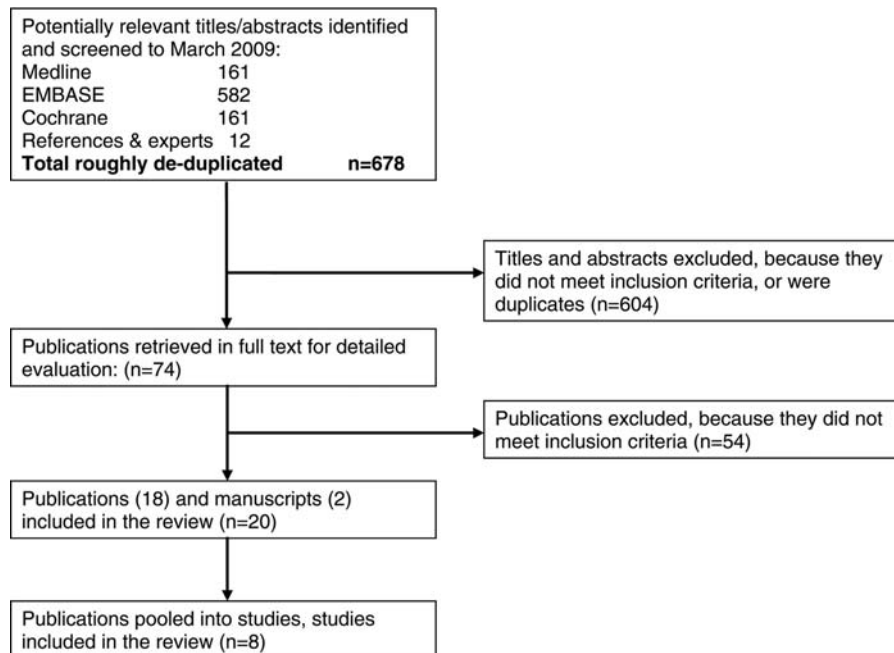 Potentially relevant titles/abstracts identified
and screened to March 2009:
Medline 161
EMBASE 582
Cochrane 161
References & experts 12
Total roughly de-duplicated n=678
Titles and abstracts excluded, because they
did not meet inclusion criteria, or were
duplicates (n=604)
Publications retrieved in full text for detailed
evaluation: (n=74)
Publications excluded, because they did not
meet inclusion criteria (n=54)
Publications (18) and manuscripts (2)
included in the review (n=20)
Publications pooled into studies, studies
included in the review (n=8)